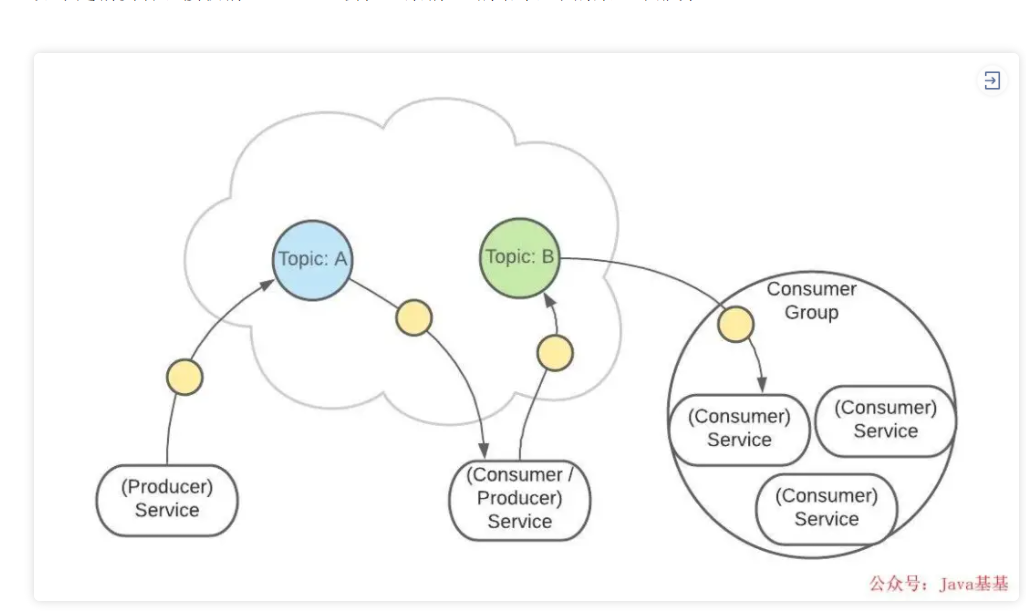 Topic: A
Topic: B
Consumer
Group
(Consumer)
Service
(Consumer)
Service
(Producer)
Service
(Consumer /
Producer)
Service
(Consumer)
Service
公众号：Java基基